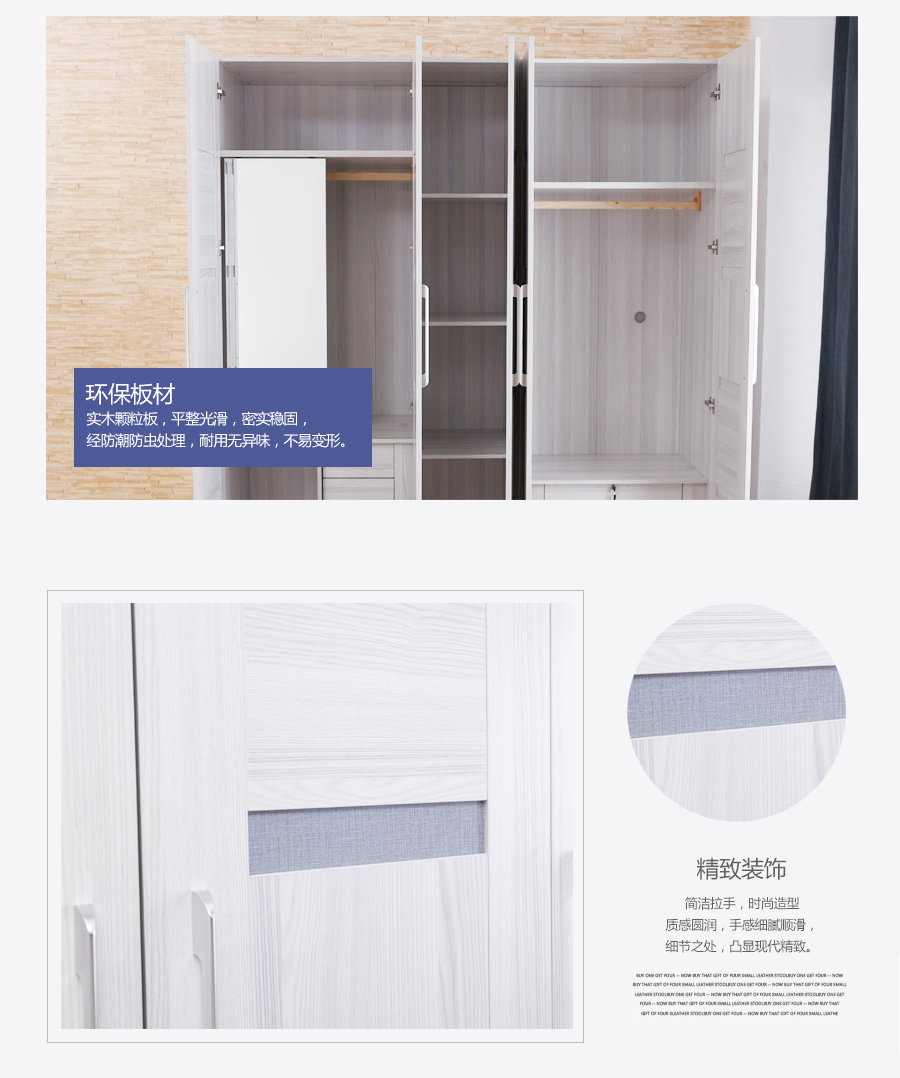 环保板材
实木颗粒板，平整光滑，密实稳固，
经防潮防虫处理，耐用无异味，不易变形。
精致装饰
简洁拉手，时尚造型
质感圆润，手感细腻顺滑，
细节之处，凸显现代精致。
BUY ONE GET FOUR -- NOW BUY THAT GIFT OF FOUR SMALL LEATHER STOOLBUY ONE GET FOUR -- NOW
BUY THAT GIFT OF FOUR SMALL LEATHER STOOLBUY ONE GET FOUR -- NOW BUY THAT GIFT OF FOUR SMALL
LEATHER STOOLBUY ONE GET FOUR -- NOW BUY THAT GIFT OF FOUR SMALL LEATHER STOOLBUY ONE GET
FOUR -- NOW BUY THAT GIFT OF FOUR SMALL LEATHER STOOLBUY ONE GET FOUR -- NOW BUY THAT
GIFT OF FOUR SLEATHER STOOLBUY ONE GET FOUR -- NOW BUY THAT GIFT OF FOUR SMALL LEATHE